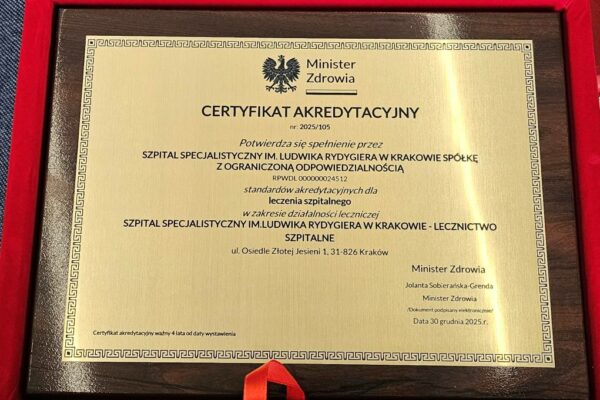 Minister
Zdrowia
CERTYFIKAT AKREDYTACYJNY
nr: 2025/105
Potwierdza się spełnienie przez
SZPITAL SPECJALISTYCZNY IM. LUDWIKA RYDYGIERA W KRAKOWIE SPÓŁKĘ
Z OGRANICZONĄ ODPOWIEDZIALNOŚCIĄ
RPWDL 000000024512
standardów akredytacyjnych dla
leczenia szpitalnego
w zakresie działalności leczniczej
SZPITAL SPECJALISTYCZNY IM.LUDWIKA RYDYGIERA W KRAKOWIE - LECZNICTWO
SZPITALNE
ul. Osiedle Złotej Jesieni 1, 31-826 Kraków
Minister Zdrowia
Jolanta Sobierańska-Grenda
Minister Zdrowia
/Dokument podpisany elektronicznie/
Data 30 grudnia 2025 r.
Certyfikat akredytacyjny ważny 4 lata od daty wystawienia